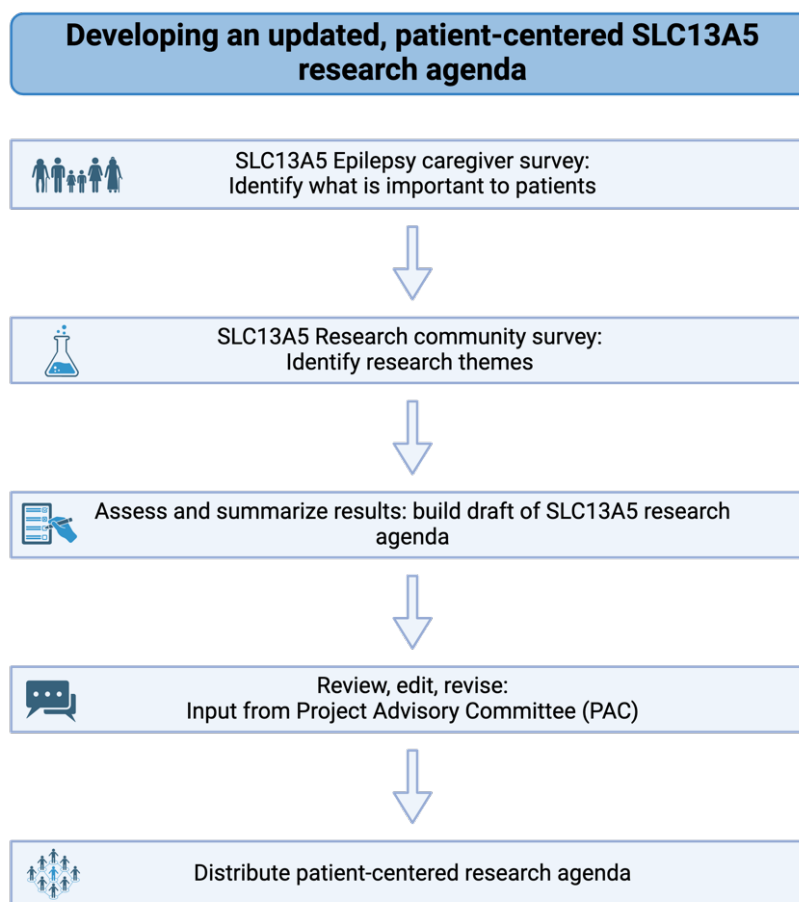 Developing an updated, patient-centered SLC13A5
research agenda
SLC13A5 Epilepsy caregiver survey:
Identify what is important to patients
SLC13A5 Research community survey:
Identify research themes
Assess and summarize results: build draft of SLC13A5 research
agenda
Review, edit, revise:
Input from Project Advisory Committee (PAC)
Distribute patient-centered research agenda